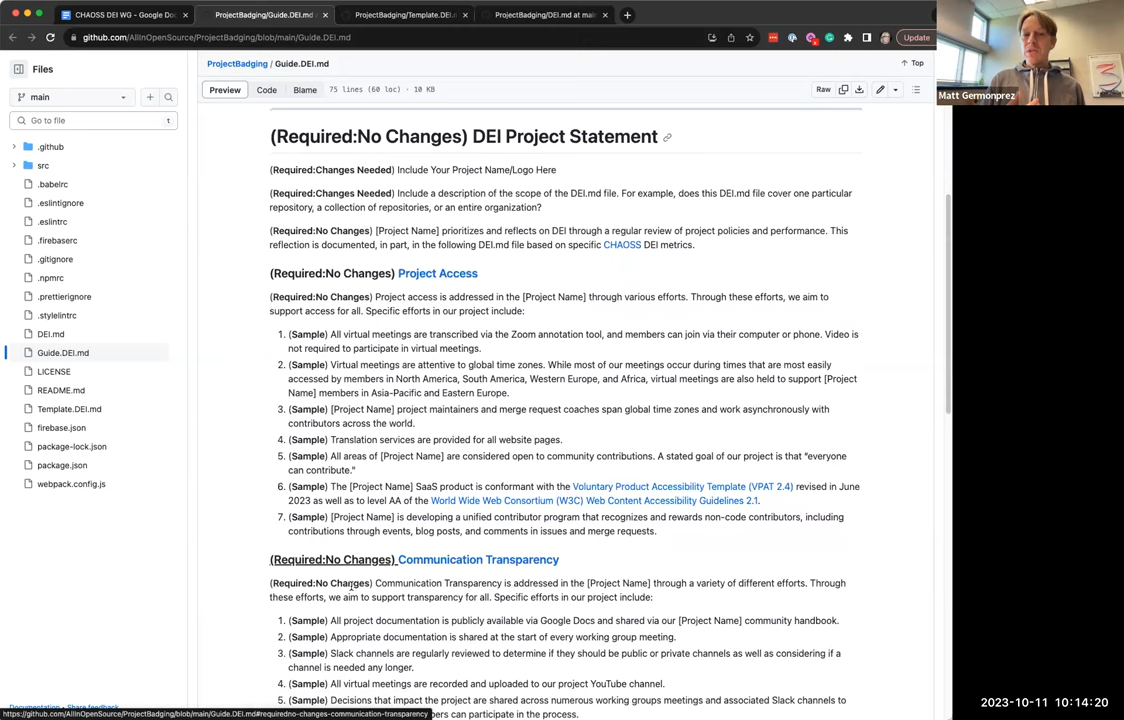 CHAOSS DEI WG - Google Doc
ProjectBadging/Guide.DEI.md
ProjectBadging/Template.DEI.m
ProjectBadging/DEI.md at mai
github.com/AllInOpenSource/ProjectBadging/blob/main/Guide.DEI.md
Update
Matt Germonprez
Files
main
Go to file
t
.github
src
.babelrc
.eslintignore
.eslintrc
.firebaserc
.gitignore
.npmrc
.prettierignore
.stylelintrc
DEI.md
Guide.DEI.md
LICENSE
README.md
Template.DEI.md
firebase.json
package-lock.json
package.json
webpack.config.js
Documentation • Share feedback
ProjectBadging / Guide.DEI.md
Top
Preview Code Blame 75 lines (60 loc) · 10 KB
Raw
(Required:No Changes) DEI Project Statement
(Required:Changes Needed) Include Your Project Name/Logo Here
(Required:Changes Needed) Include a description of the scope of the DEI.md file. For example, does this DEI.md file cover one particular
repository, a collection of repositories, or an entire organization?
(Required:No Changes) [Project Name] prioritizes and reflects on DEI through a regular review of project policies and performance. This
reflection is documented, in part, in the following DEI.md file based on specific CHAOSS DEI metrics.
(Required:No Changes) Project Access
(Required:No Changes) Project access is addressed in the [Project Name] through various efforts. Through these efforts, we aim to
support access for all. Specific efforts in our project include:
1. (Sample) All virtual meetings are transcribed via the Zoom annotation tool, and members can join via their computer or phone. Video is
not required to participate in virtual meetings.
2. (Sample) Virtual meetings are attentive to global time zones. While most of our meetings occur during times that are most easily
accessed by members in North America, South America, Western Europe, and Africa, virtual meetings are also held to support [Project
Name] members in Asia-Pacific and Eastern Europe.
3. (Sample) [Project Name] project maintainers and merge request coaches span global time zones and work asynchronously with
contributors across the world.
4. (Sample) Translation services are provided for all website pages.
5. (Sample) All areas of [Project Name] are considered open to community contributions. A stated goal of our project is that "everyone
can contribute."
6. (Sample) The [Project Name] SaaS product is conformant with the Voluntary Product Accessibility Template (VPAT 2.4) revised in June
2023 as well as to level AA of the World Wide Web Consortium (W3C) Web Content Accessibility Guidelines 2.1.
7. (Sample) [Project Name] is developing a unified contributor program that recognizes and rewards non-code contributors, including
contributions through events, blog posts, and comments in issues and merge requests.
(Required:No Changes) Communication Transparency
(Required:No Changes) Communication Transparency is addressed in the [Project Name] through a variety of different efforts. Through
these efforts, we aim to support transparency for all. Specific efforts in our project include:
1. (Sample) All project documentation is publicly available via Google Docs and shared via our [Project Name] community handbook.
2. (Sample) Appropriate documentation is shared at the start of every working group meeting.
3. (Sample) Slack channels are regularly reviewed to determine if they should be public or private channels as well as considering if a
channel is needed any longer.
4. (Sample) All virtual meetings are recorded and uploaded to our project YouTube channel.
5. (Sample) Decisions that impact the project are shared across numerous working groups meetings and associated Slack channels to
bers can participate in the process.
https://github.com/AllInOpenSource/ProjectBadging/blob/main/Guide.DEI.md#requiredno-changes-communication-transparency
2023-10-11 10:14:20